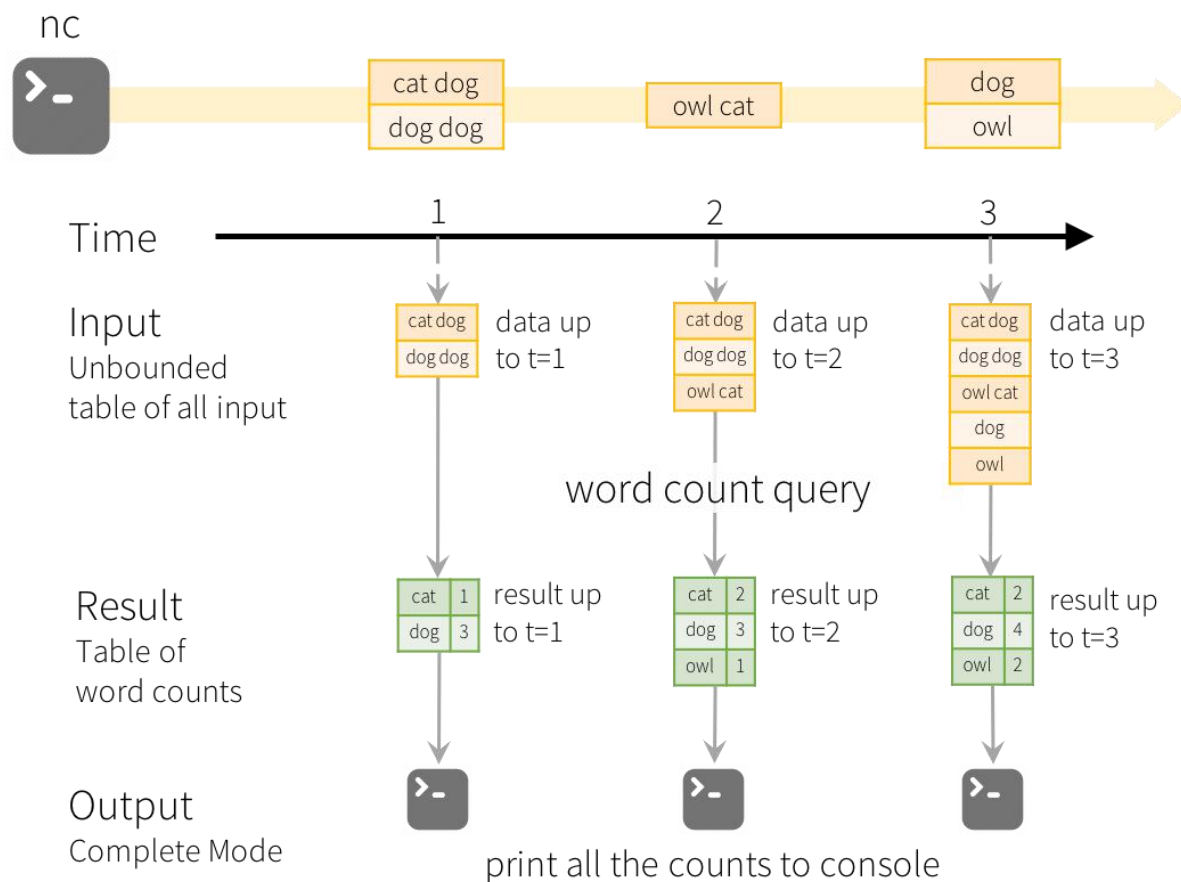 nc
cat dog
dog dog
owl cat
dog
owl
Time
1
2
3
Input
Unbounded
table of all input
cat dog
dog dog
data up
to t=1
cat dog
dog dog
owl cat
data up
to t=2
cat dog
dog dog
owl cat
dog
owl
data up
to t=3
word count query
Result
Table of
word counts
cat 1
dog 3
result up
to t=1
cat 2
dog 3
owl 1
result up
to t=2
cat 2
dog 4
owl 2
result up
to t=3
Output
Complete Mode
print all the counts to console